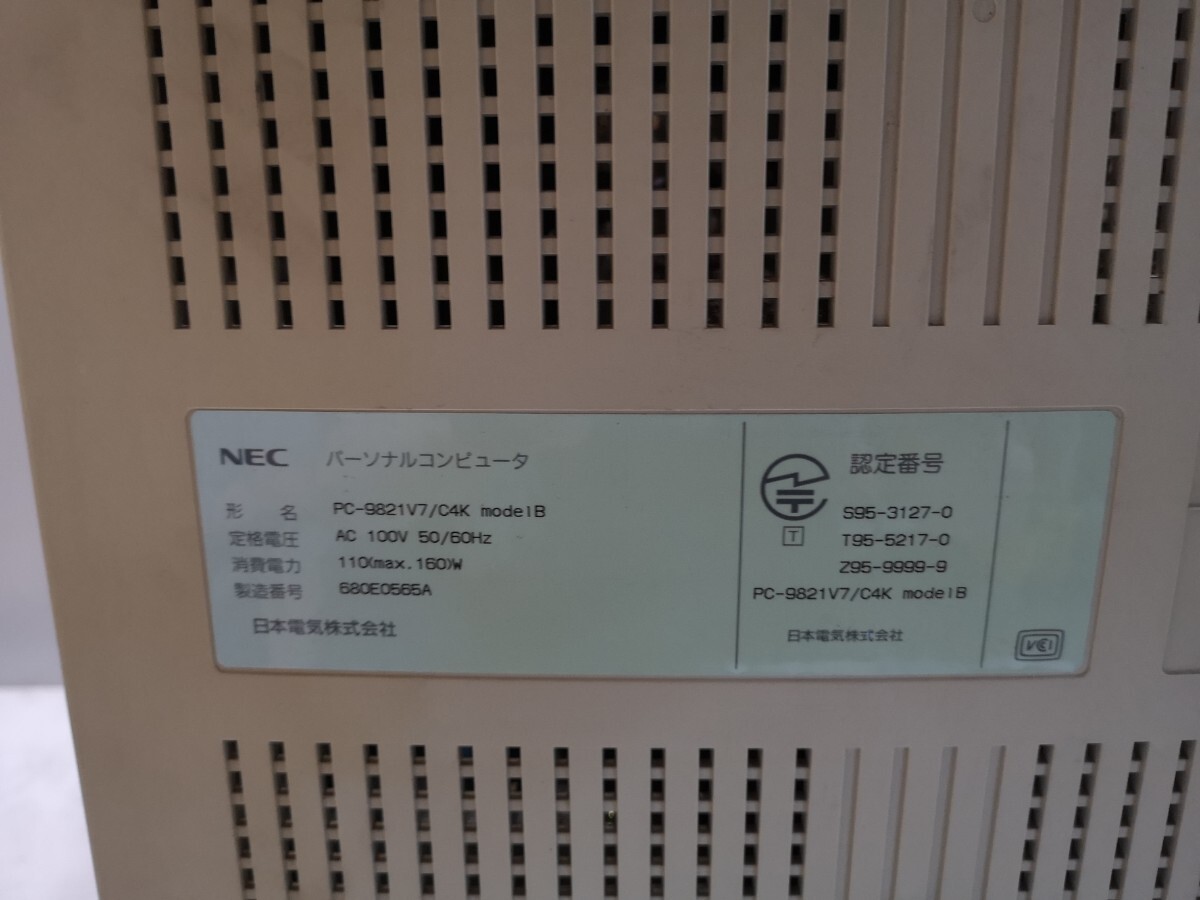 NEC パーソナルコンピュータ
形 名 PC-9821V7/C4K modelB
定格電圧 AC 100V 50/60Hz
消費電力 110(max.160)W
製造番号 680E0565A
日本電気株式会社
認定番号
S95-3127-0
T T95-5217-0
Z95-9999-9
PC-9821V7/C4K modelB
日本電気株式会社
VCCI